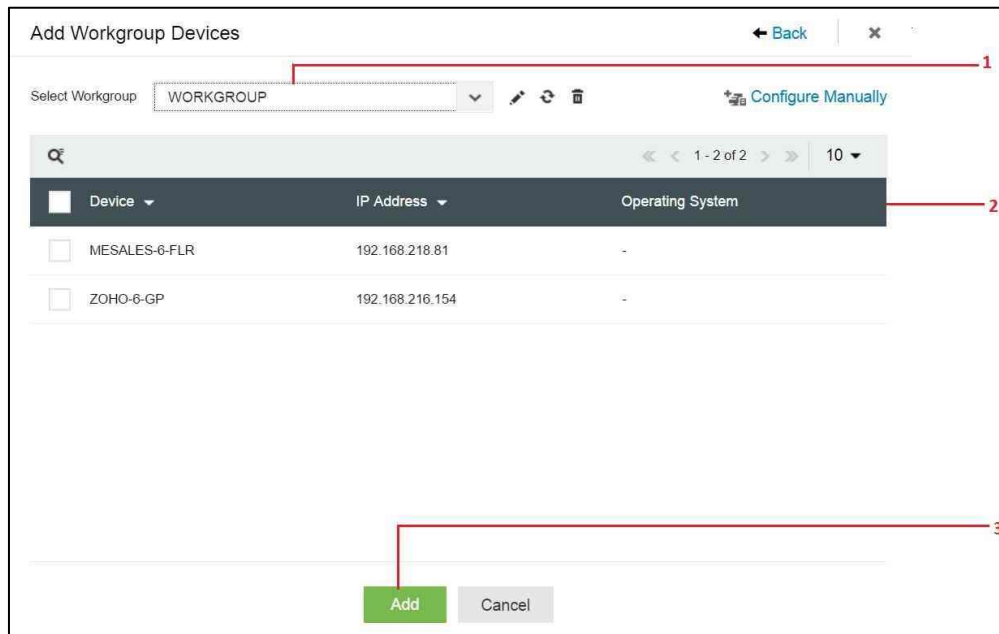 Add Workgroup Devices
Back
1
Select Workgroup WORKGROUP
Configure Manually
1 - 2 of 2 10
Device IP Address Operating System
2
MESALES-6-FLR 192.168.218.81 -
ZOHO-6-GP 192.168.216.154 -
3
Add Cancel